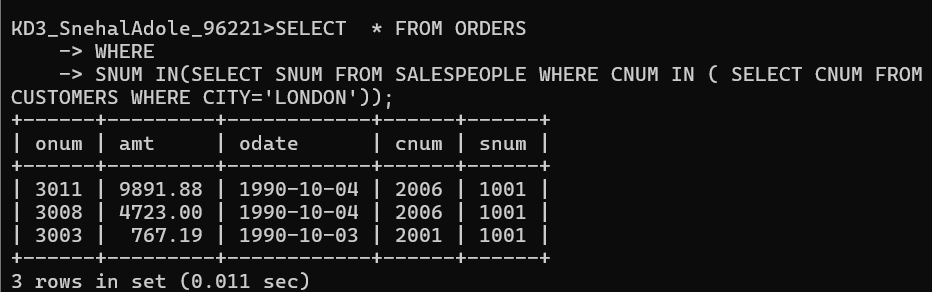 KD3_SnehalAdole_96221>SELECT  * FROM ORDERS
    -> WHERE
    -> SNUM IN(SELECT SNUM FROM SALESPEOPLE WHERE CNUM IN ( SELECT CNUM FROM
CUSTOMERS WHERE CITY='LONDON'));
+------+---------+------------+------+------+
| onum | amt     | odate      | cnum | snum |
+------+---------+------------+------+------+
| 3011 | 9891.88 | 1990-10-04 | 2006 | 1001 |
| 3008 | 4723.00 | 1990-10-04 | 2006 | 1001 |
| 3003 |  767.19 | 1990-10-03 | 2001 | 1001 |
+------+---------+------------+------+------+
3 rows in set (0.011 sec)